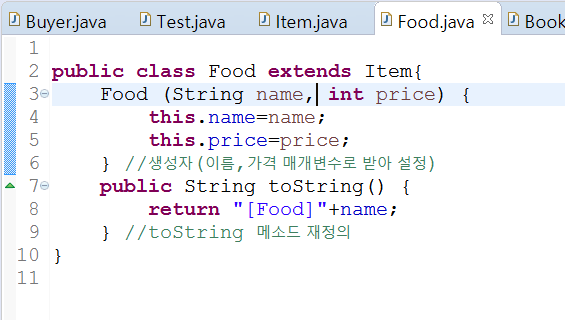 Buyer.java Test.java Item.java Food.java Book
1
2 public class Food extends Item{
3 Food (String name, int price) {
4 this.name=name;
5 this.price=price;
6 } //생성자(이름,가격 매개변수로 받아 설정)
7 public String toString() {
8 return "[Food]"+name;
9 } //toString 메소드 재정의
10 }
11